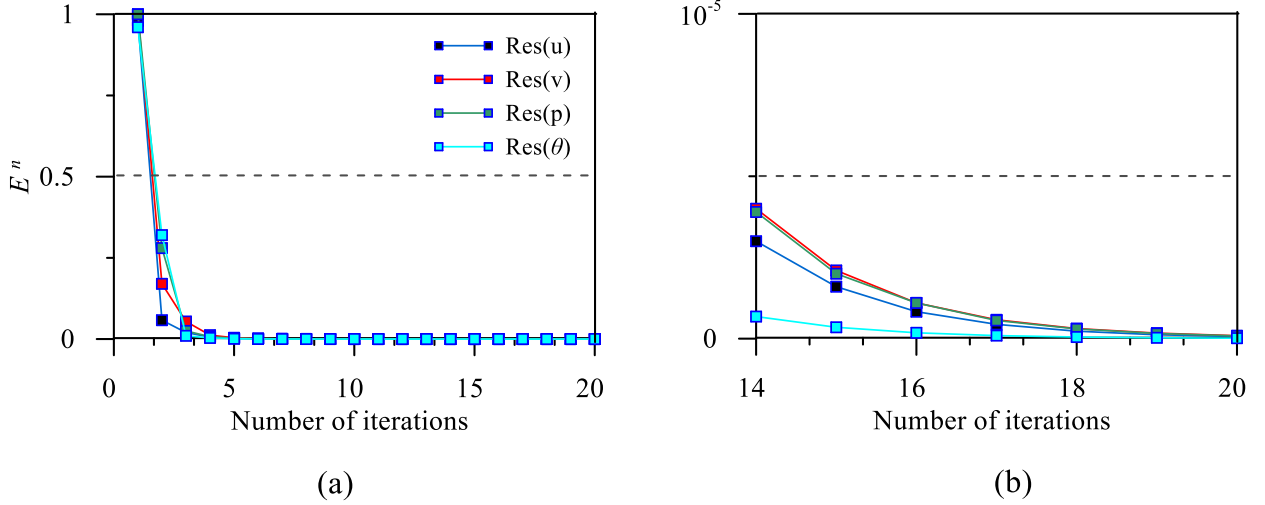 1
0.5
0
E^n
Res(u)
Res(v)
Res(p)
Res(θ)
0 5 10 15 20
Number of iterations
(a)
10^-5
0
14 16 18 20
Number of iterations
(b)